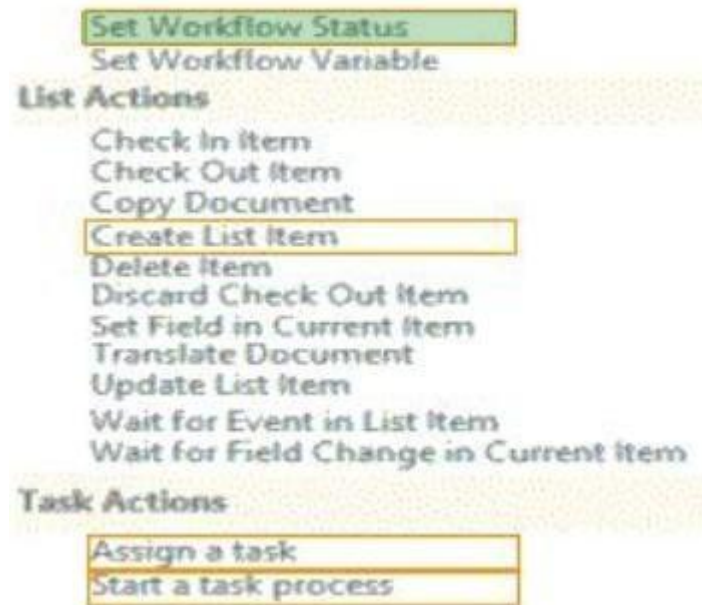 Set Workflow Status
Set Workflow Variable
List Actions
Check In Item
Check Out Item
Copy Document
Create List Item
Delete Item
Discard Check Out Item
Set Field in Current Item
Translate Document
Update List Item
Wait for Event in List Item
Wait for Field Change in Current Item
Task Actions
Assign a task
Start a task process